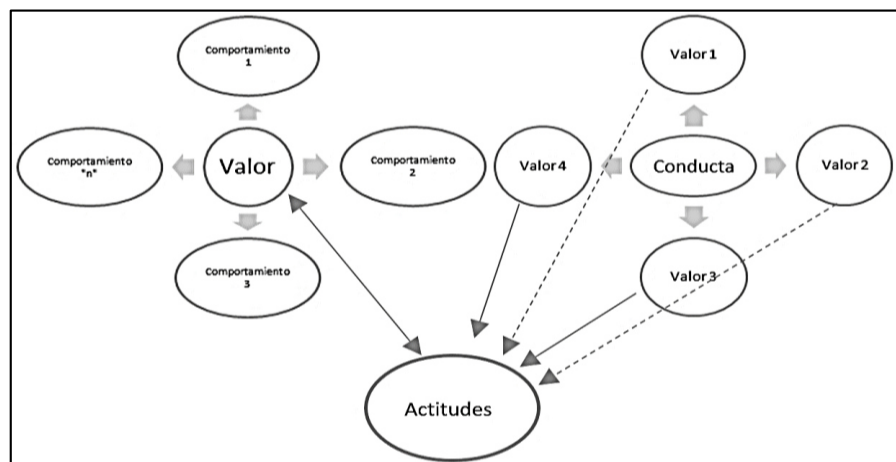 Comportamiento
1
Valor 1
Comportamiento
"n"
Valor
Comportamiento
2
Valor 4
Conducta
Valor 2
Comportamiento
3
Valor 3
Actitudes